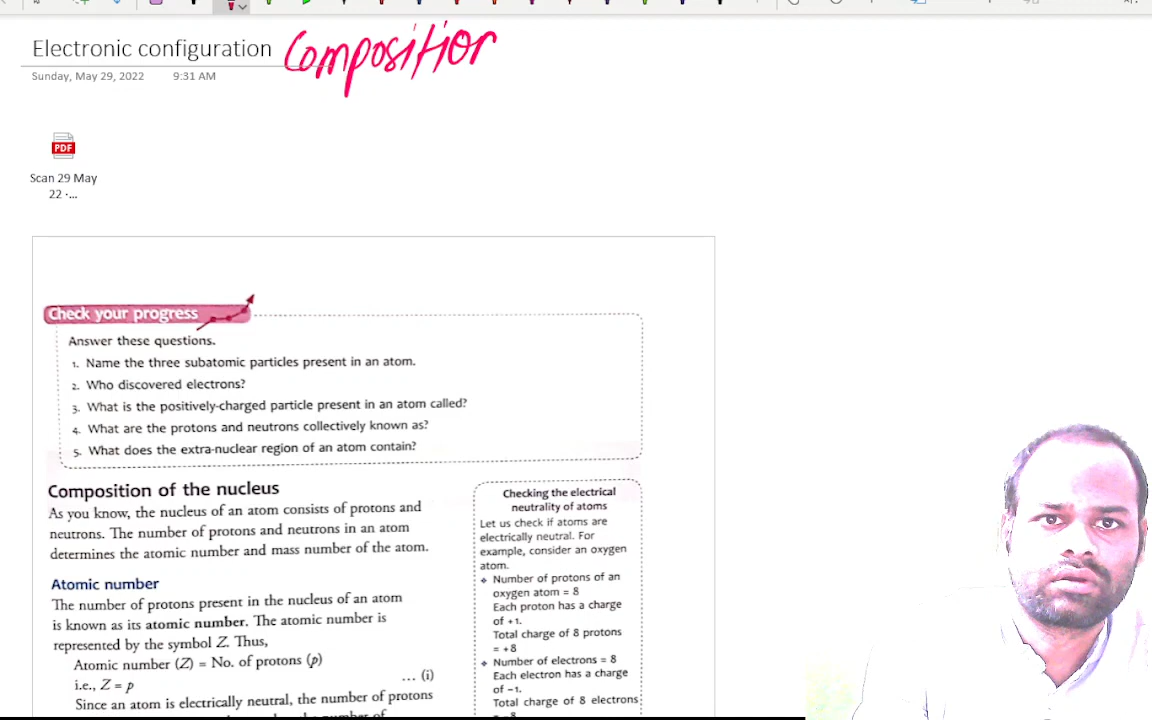 Electronic configuration Composition
Sunday, May 29, 2022 9:31 AM
PDF
Scan 29 May
22 -...
Check your progress
Answer these questions.
1. Name the three subatomic particles present in an atom.
2. Who discovered electrons?
3. What is the positively-charged particle present in an atom called?
4. What are the protons and neutrons collectively known as?
5. What does the extra-nuclear region of an atom contain?
Composition of the nucleus
As you know, the nucleus of an atom consists of protons and
neutrons. The number of protons and neutrons in an atom
determines the atomic number and mass number of the atom.
Atomic number
The number of protons present in the nucleus of an atom
is known as its atomic number. The atomic number is
represented by the symbol Z. Thus,
Atomic number (Z) = No. of protons (p)
... (i)
i.e., Z = p
Since an atom is electrically neutral, the number of protons
Checking the electrical
neutrality of atoms
Let us check if atoms are
electrically neutral. For
example, consider an oxygen
atom.
❖ Number of protons of an
oxygen atom = 8
Each proton has a charge
of +1.
Total charge of 8 protons
= +8
❖ Number of electrons = 8
Each electron has a charge
of −1.
Total charge of 8 electrons